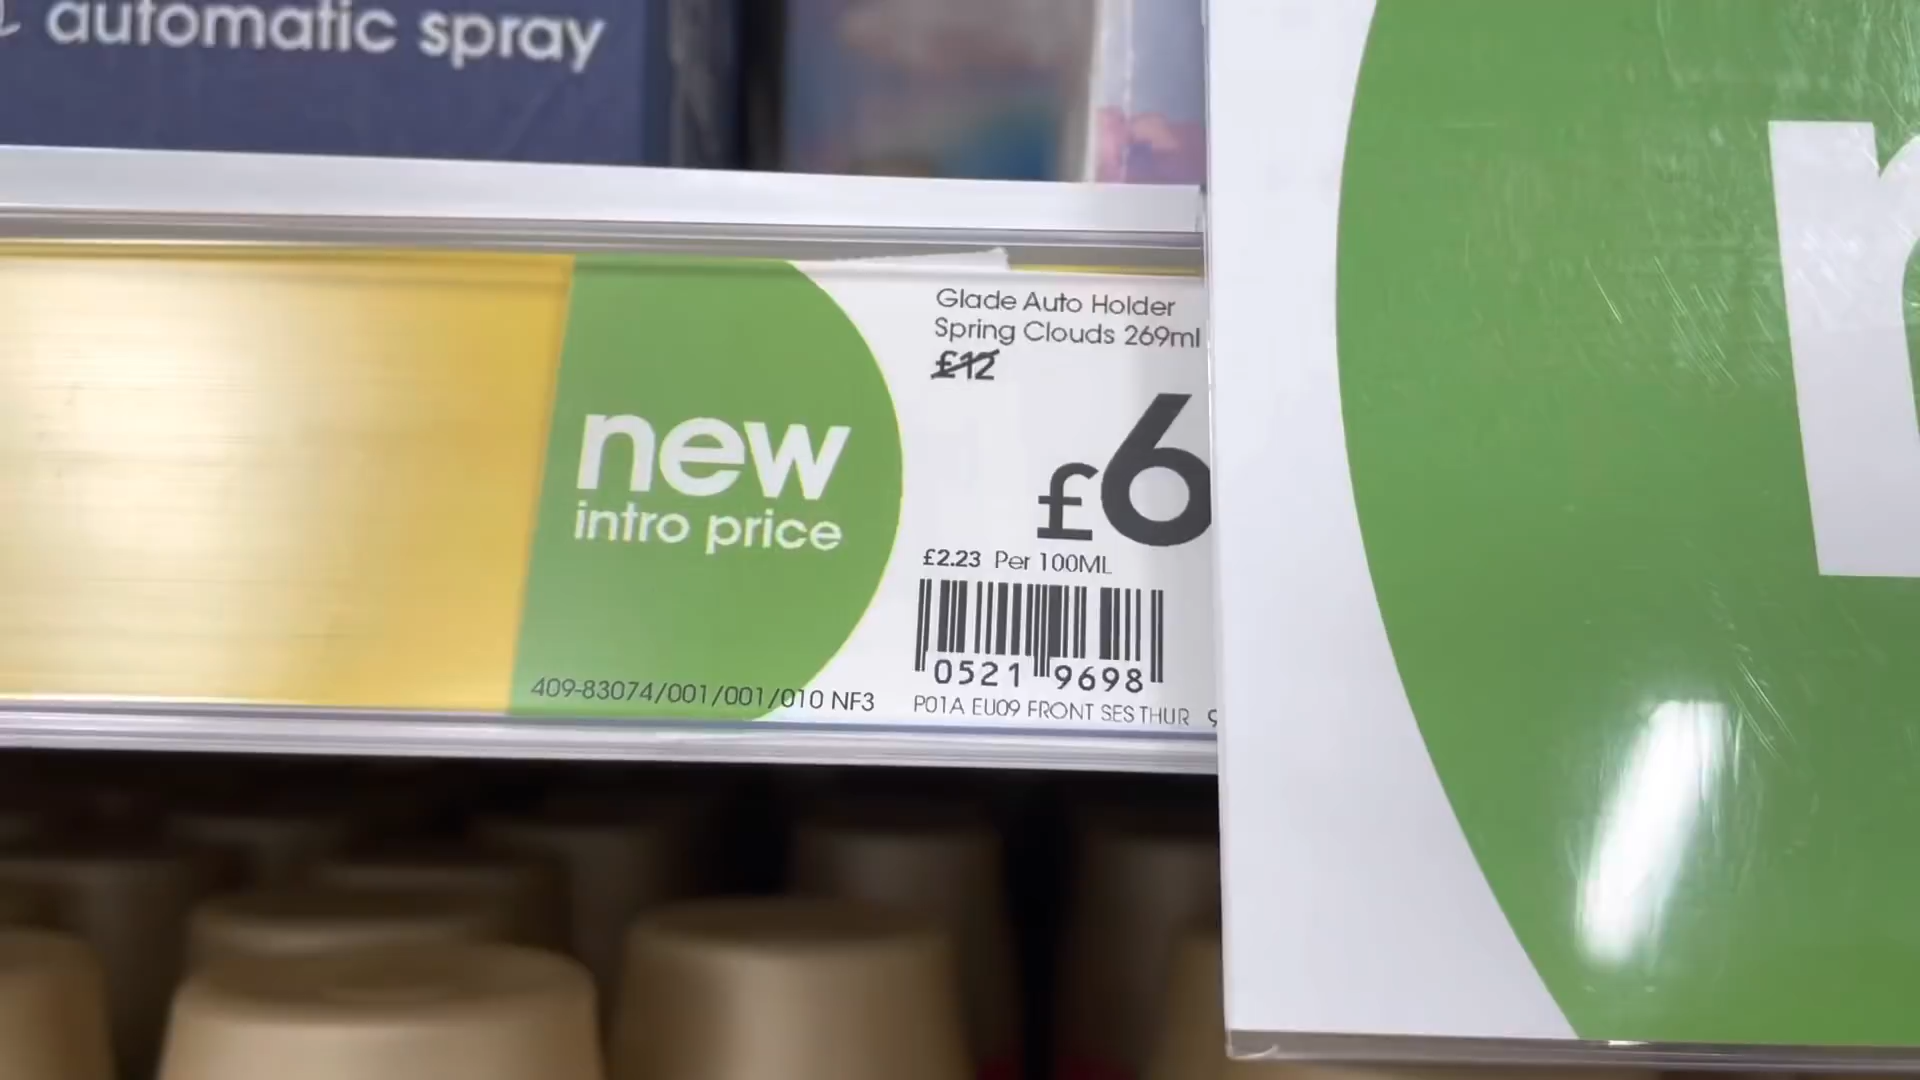 automatic spray
Glade Auto Holder
Spring Clouds 269ml
£12
new
intro price
£6
£2.23 Per 100ML
0521 9698
409-83074/001/001/010 NF3
P01A EU09 FRONT SES THUR